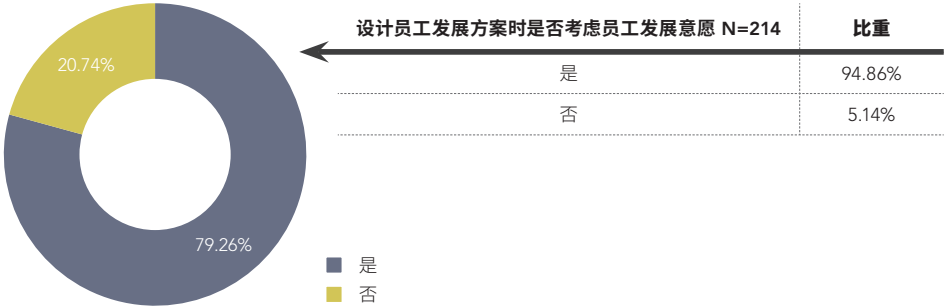 设计员工发展方案时是否考虑员工发展意愿 N=214 比重
20.74%
是 94.86%
否 5.14%
79.26%
是
否